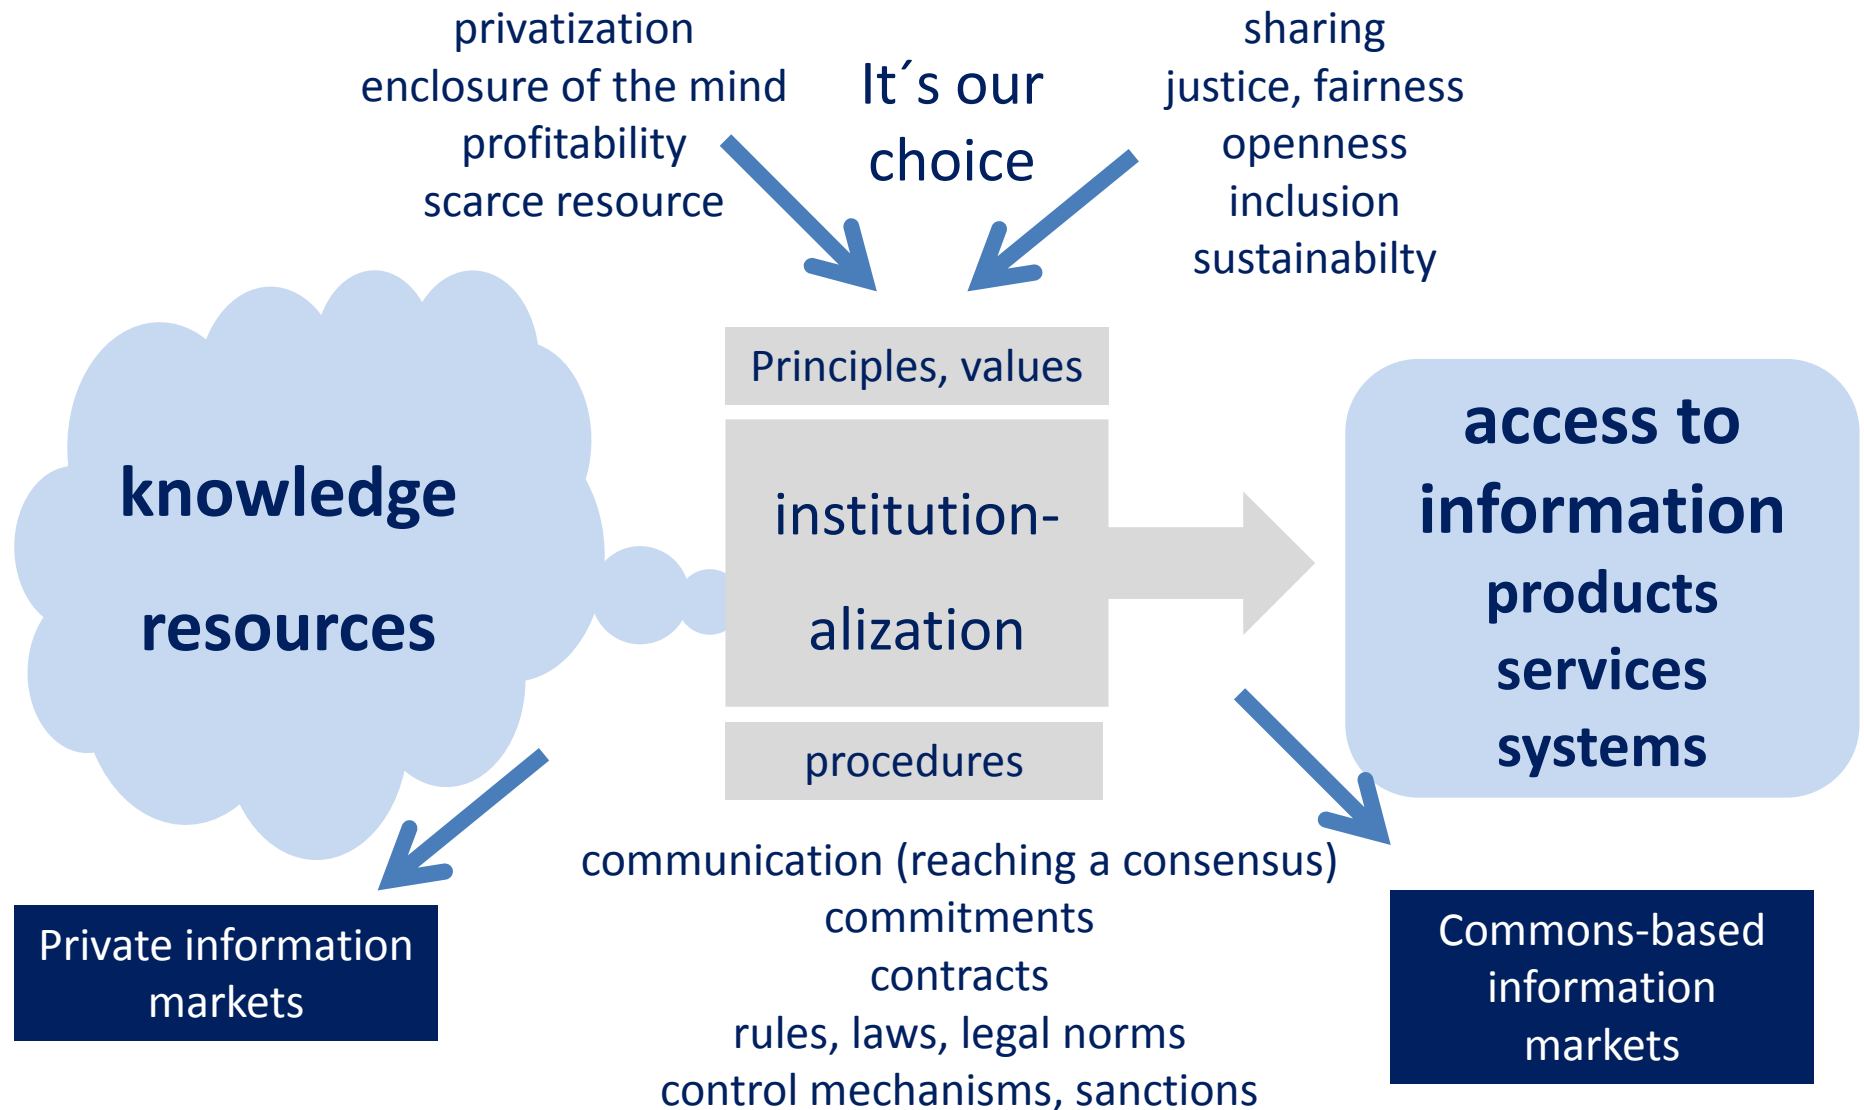 privatization
enclosure of the mind
profitability
scarce resource
It´s our
choice
sharing
justice, fairness
openness
inclusion
sustainabilty
knowledge
resources
Principles, values
institution-
alization
procedures
access to
information
products
services
systems
communication (reaching a consensus)
commitments
contracts
rules, laws, legal norms
control mechanisms, sanctions
Private information
markets
Commons-based
information
markets